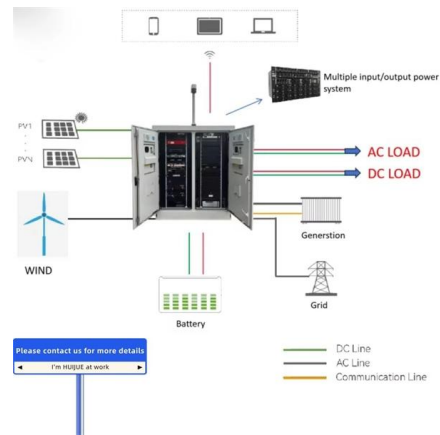 Multiple input/output power
system
PV1
PVN
AC LOAD
DC LOAD
WIND
Generstion
Grid
Battery
Please contact us for more details
I'm HUIJUE at work
DC Line
AC Line
Communication Line